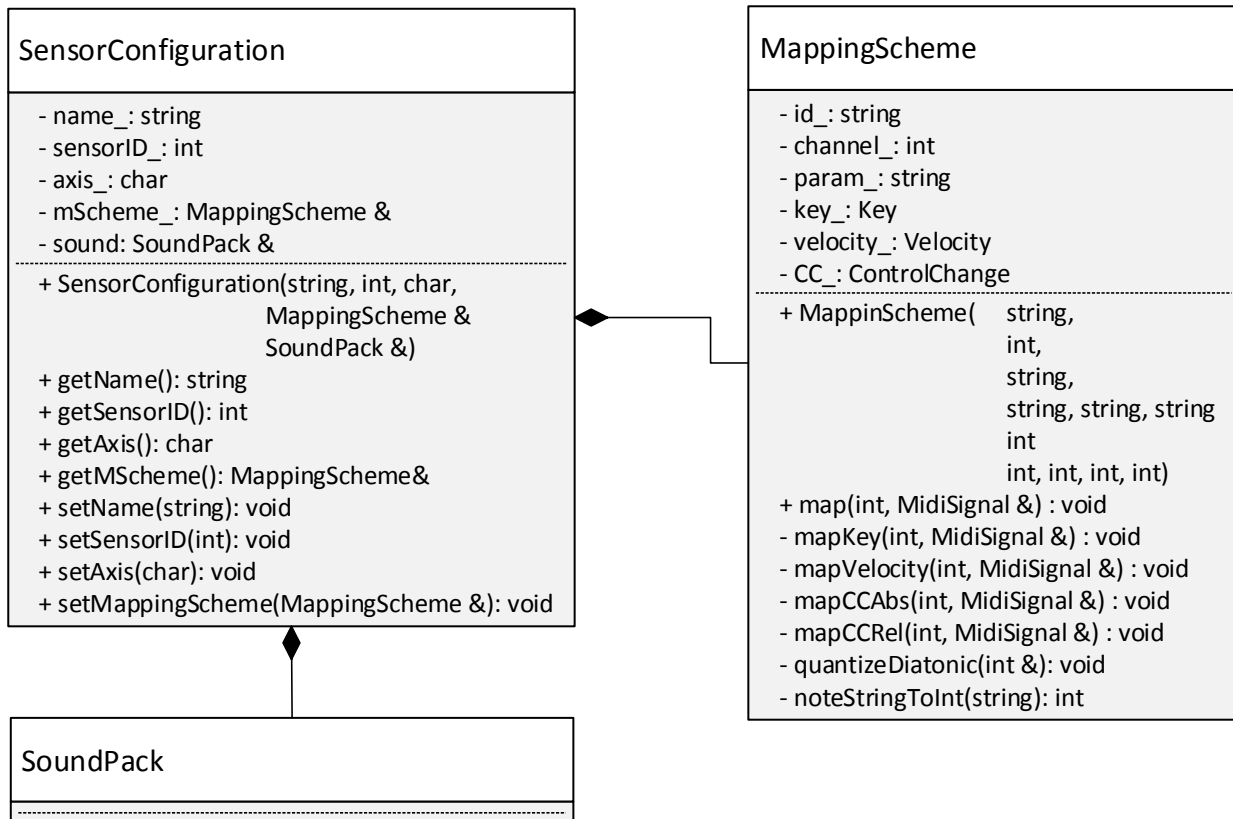 SensorConfiguration
- name_: string
- sensorID_: int
- axis_: char
- mScheme_: MappingScheme &
- sound: SoundPack &
+ SensorConfiguration(string, int, char,
MappingScheme &
SoundPack &)
+ getName(): string
+ getSensorID(): int
+ getAxis(): char
+ getMScheme(): MappingScheme&
+ setName(string): void
+ setSensorID(int): void
+ setAxis(char): void
+ setMappingScheme(MappingScheme &): void
MappingScheme
- id_: string
- channel_: int
- param_: string
- key_: Key
- velocity_: Velocity
- CC_: ControlChange
+ MappinScheme( string,
int,
string,
string, string, string
int
int, int, int, int)
+ map(int, MidiSignal &) : void
- mapKey(int, MidiSignal &) : void
- mapVelocity(int, MidiSignal &) : void
- mapCCAbs(int, MidiSignal &) : void
- mapCCRel(int, MidiSignal &) : void
- quantizeDiatonic(int &): void
- noteStringToInt(string): int
SoundPack